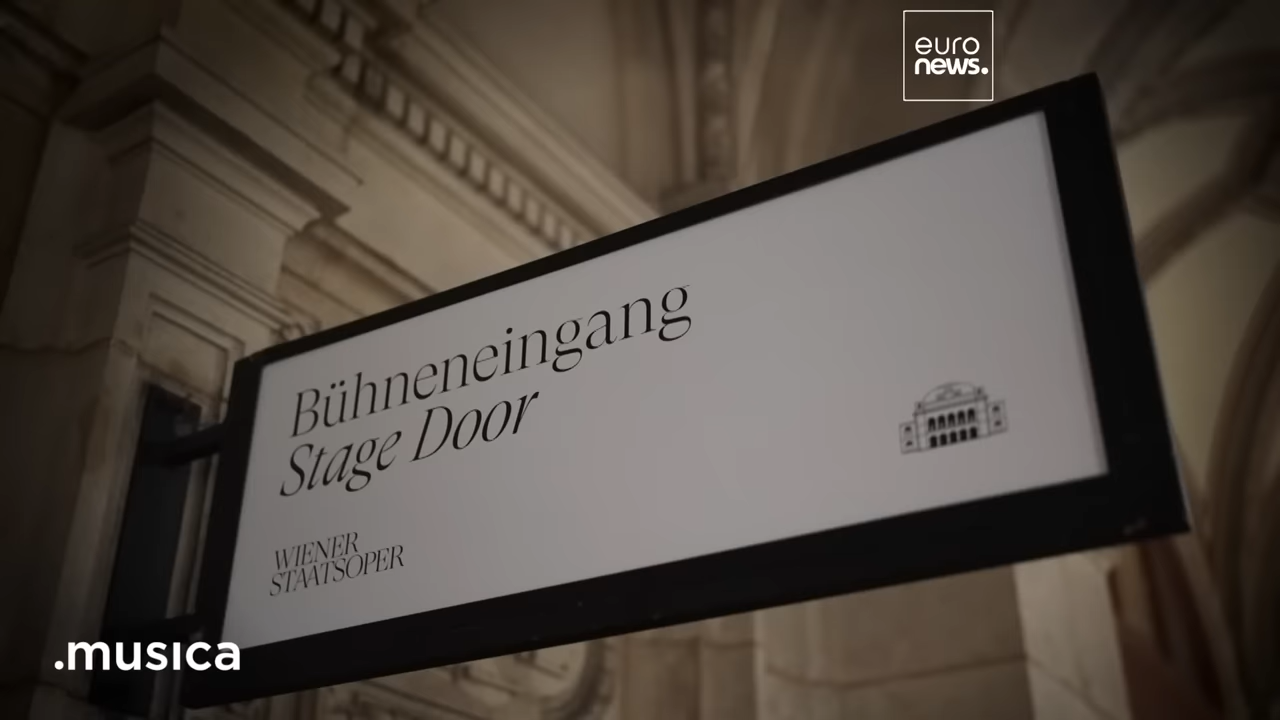 euro
news.
Bühneneingang
Stage Door
WIENER
STAATSOPER
.musica